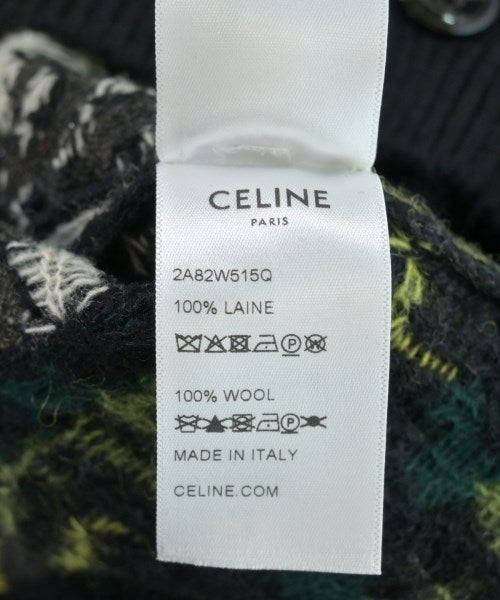 CELINE
PARIS
2A82W515Q
100% LAINE
100% WOOL
MADE IN ITALY
CELINE.COM